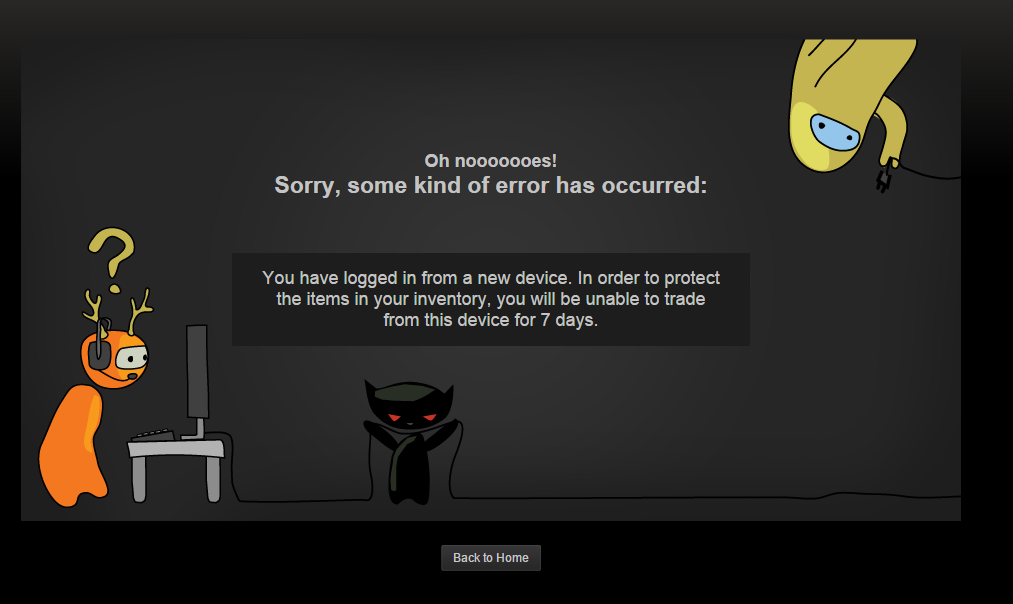 Oh nooooooes!
Sorry, some kind of error has occurred:
?
You have logged in from a new device. In order to protect
the items in your inventory, you will be unable to trade
from this device for 7 days.
Back to Home